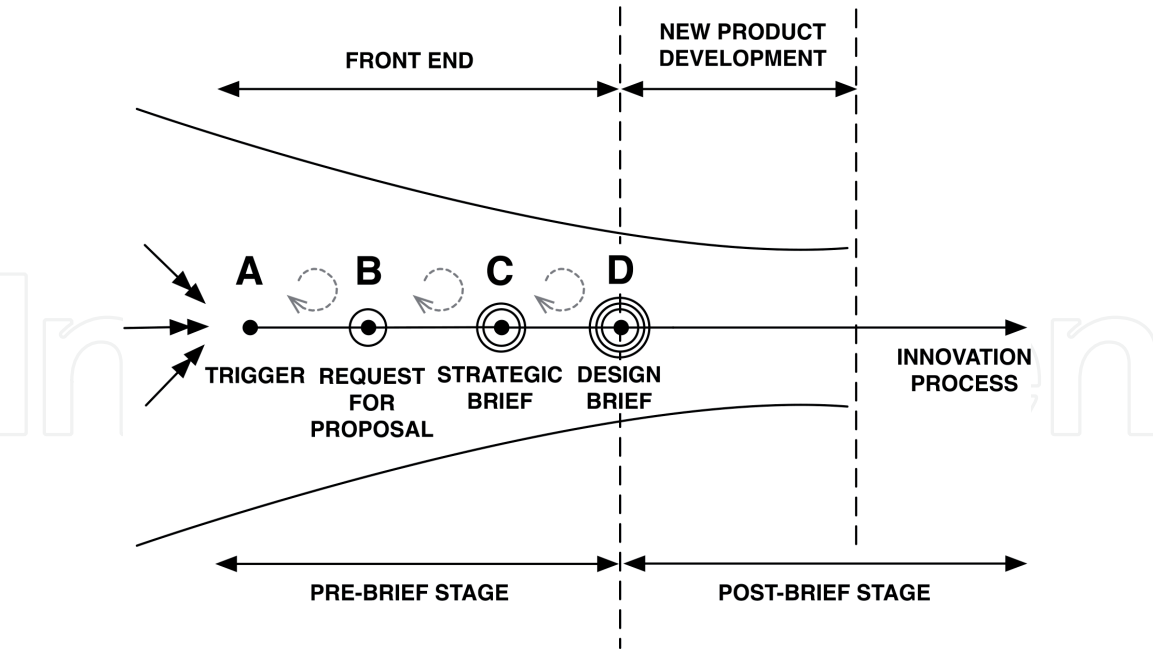 FRONT END
NEW PRODUCT
DEVELOPMENT
A
B
C
D
TRIGGER
REQUEST
FOR
PROPOSAL
STRATEGIC
BRIEF
DESIGN
BRIEF
INNOVATION
PROCESS
PRE-BRIEF STAGE
POST-BRIEF STAGE